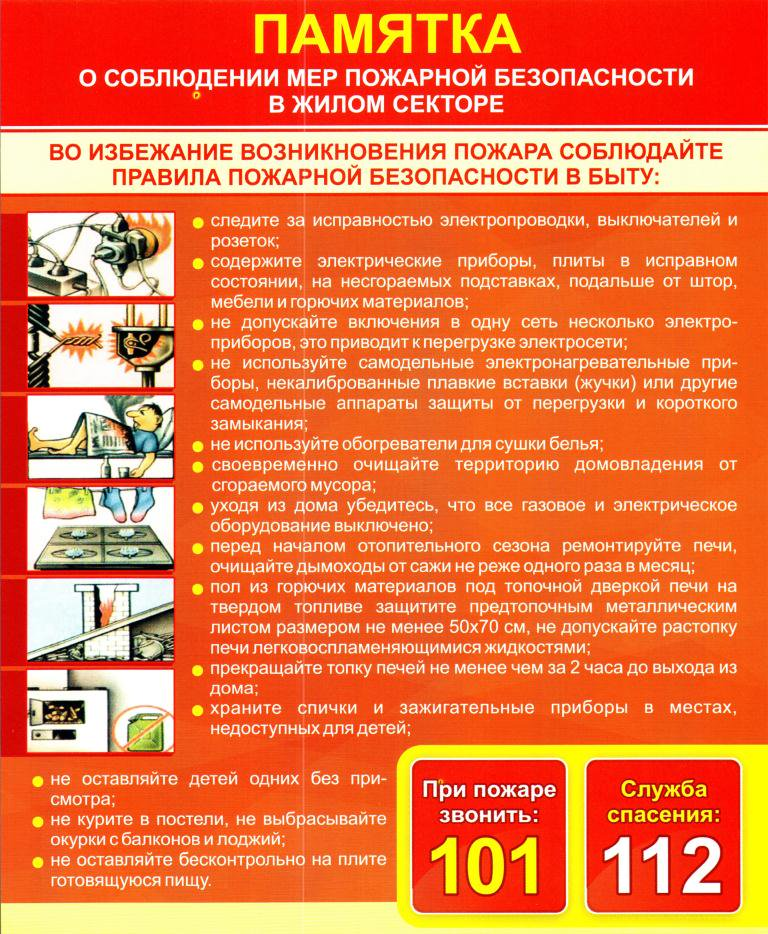 ПАМЯТКА
О СОБЛЮДЕНИИ МЕР ПОЖАРНОЙ БЕЗОПАСНОСТИ
В ЖИЛОМ СЕКТОРЕ
ВО ИЗБЕЖАНИЕ ВОЗНИКНОВЕНИЯ ПОЖАРА СОБЛЮДАЙТЕ
ПРАВИЛА ПОЖАРНОЙ БЕЗОПАСНОСТИ В БЫТУ:
следите за исправностью электропроводки, выключателей и
розеток;
содержите электрические приборы, плиты в исправном
состоянии, на несгораемых подставках, подальше от штор,
мебели и горючих материалов;
не допускайте включения в одну сеть несколько электро-
приборов, это приводит к перегрузке электросети;
не используйте самодельные электронагревательные при-
боры, некалиброванные плавкие вставки (жучки) или другие
самодельные аппараты защиты от перегрузки и короткого
замыкания;
не используйте обогреватели для сушки белья;
своевременно очищайте территорию домовладения от
сгораемого мусора;
уходя из дома убедитесь, что все газовое и электрическое
оборудование выключено;
перед началом отопительного сезона ремонтируйте печи,
очищайте дымоходы от сажи не реже одного раза в месяц;
пол из горючих материалов под топочной дверкой печи на
твердом топливе защитите предтопочным металлическим
листом размером не менее 50х70 см, не допускайте растопку
печи легковоспламеняющимися жидкостями;
прекращайте топку печей не менее чем за 2 часа до выхода из
дома;
храните спички и зажигательные приборы в местах,
недоступных для детей;
не оставляйте детей одних без при-
смотра;
не курите в постели, не выбрасывайте
окурки с балконов и лоджий;
не оставляйте бесконтрольно на плите
готовящуюся пищу.
При пожаре
звонить:
101
Служба
спасения:
112